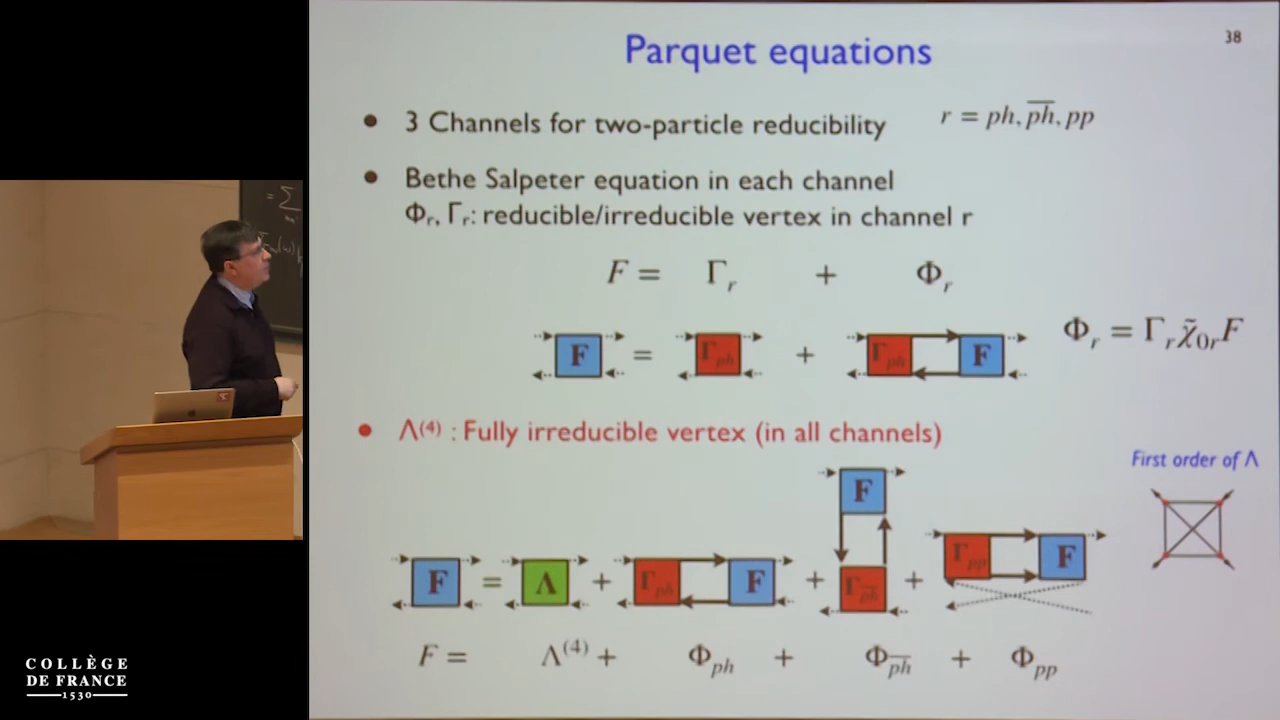 Parquet equations
38
• 3 Channels for two-particle reducibility
r = ph, p̅h̅, pp
• Bethe Salpeter equation in each channel
Φr, Γr: reducible/irreducible vertex in channel r
F = Γr + Φr
F = Γph + Γph F
Φr = Γr χ̃0r F
• Λ(4) : Fully irreducible vertex (in all channels)
First order of Λ
F
F = Λ + Γph F + Γp̅h̅ + Γpp F
F = Λ(4) + Φph + Φp̅h̅ + Φpp
= ∑
COLLÈGE
DE FRANCE
1530